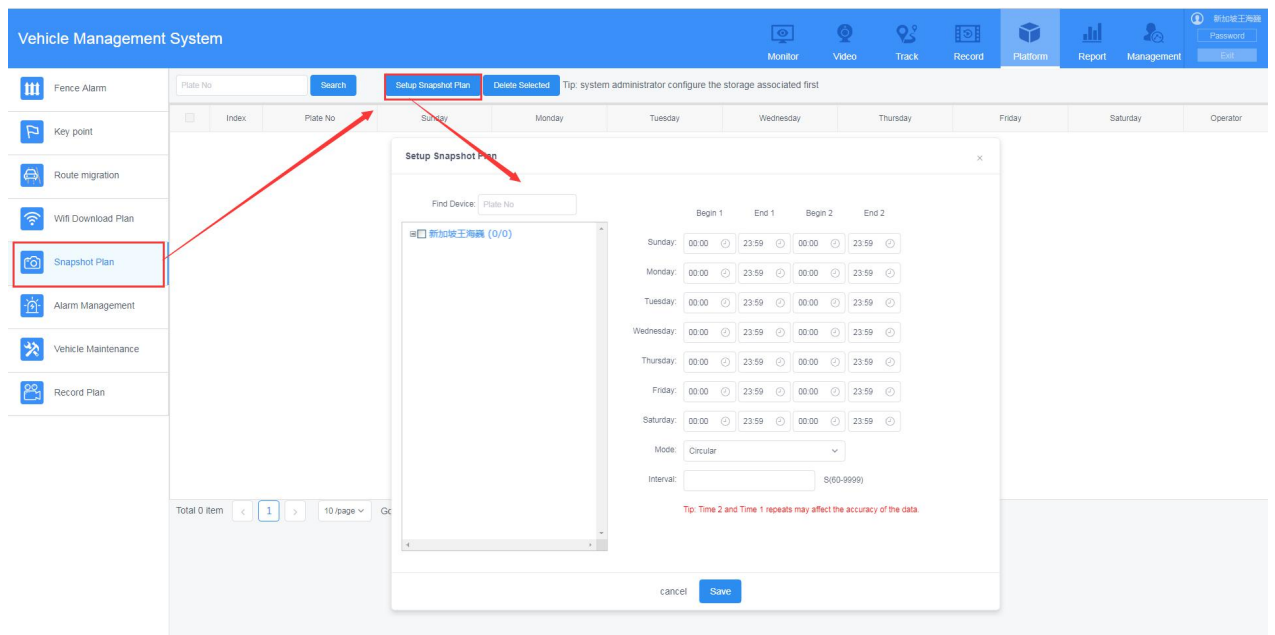 Vehicle Management System
Monitor
Video
Track
Record
Platform
Report
Management
新加坡王海巍
Password
Exit
Fence Alarm
Key point
Route migration
Wifi Download Plan
Snapshot Plan
Alarm Management
Vehicle Maintenance
Record Plan
Plate No
Search
Setup Snapshot Plan
Delete Selected
Tip: system administrator configure the storage associated first
Index Plate No Sunday Monday Tuesday Wednesday Thursday Friday Saturday Operator
Setup Snapshot Plan ×
Find Device: Plate No
新加坡王海巍 (0/0)
Begin 1 End 1 Begin 2 End 2
Sunday: 00:00 23:59 00:00 23:59
Monday: 00:00 23:59 00:00 23:59
Tuesday: 00:00 23:59 00:00 23:59
Wednesday: 00:00 23:59 00:00 23:59
Thursday: 00:00 23:59 00:00 23:59
Friday: 00:00 23:59 00:00 23:59
Saturday: 00:00 23:59 00:00 23:59
Mode: Circular
Interval: S(60-9999)
Tip: Time 2 and Time 1 repeats may affect the accuracy of the data.
cancel Save
Total 0 item < 1 > 10 /page